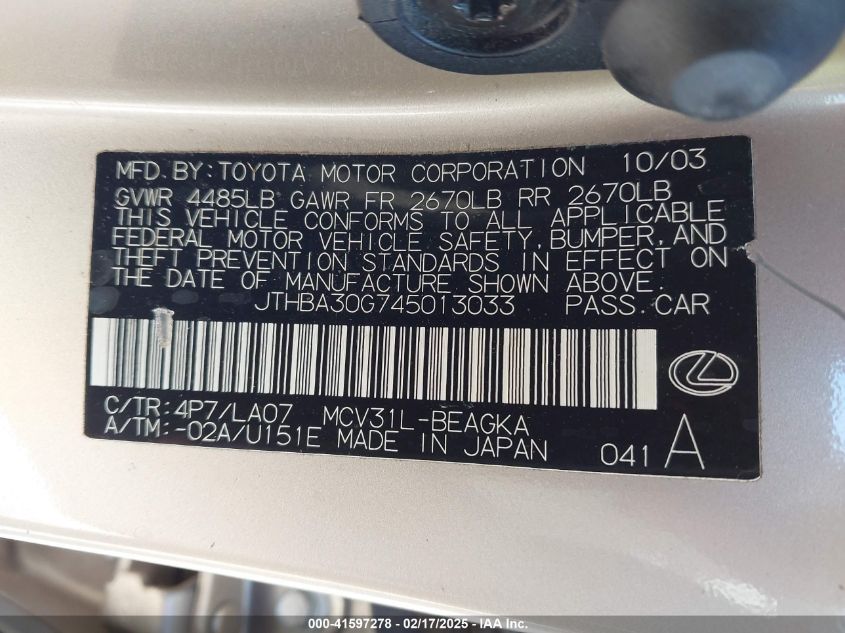 MFD.BY:TOYOTA MOTOR CORPORATION 10/03
GVWR 4485LB GAWR FR 2670LB RR 2670LB
THIS VEHICLE CONFORMS TO ALL APPLICABLE
FEDERAL MOTOR VEHICLE SAFETY, BUMPER, AND
THEFT PREVENTION STANDARDS IN EFFECT ON
THE DATE OF MANUFACTURE SHOWN ABOVE.
JTHBA30G745013033 PASS.CAR
C/TR:4P7/LA07 MCV31L-BEAGKA
A/TM:-02A/U151E MADE IN JAPAN 041 A
000-41597278 - 02/17/2025 - IAA Inc.